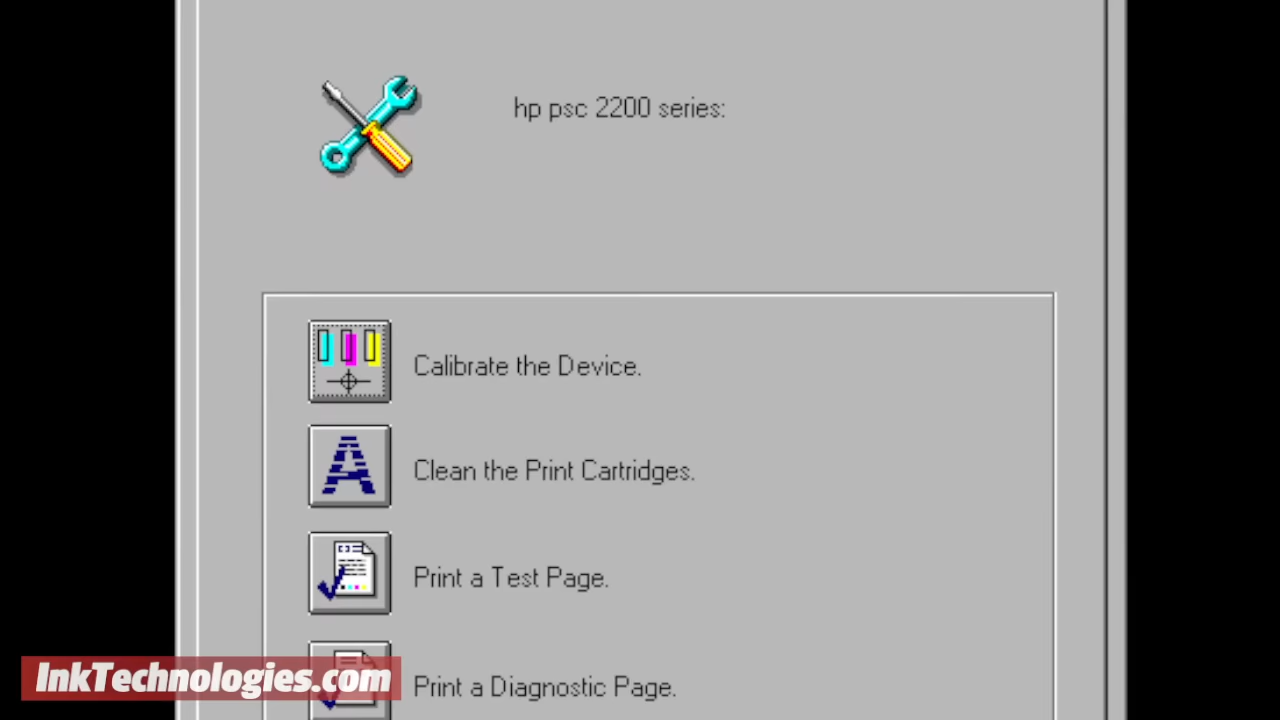 hp psc 2200 series:
Calibrate the Device.
A
Clean the Print Cartridges.
Print a Test Page.
Print a Diagnostic Page.
InkTechnologies.com